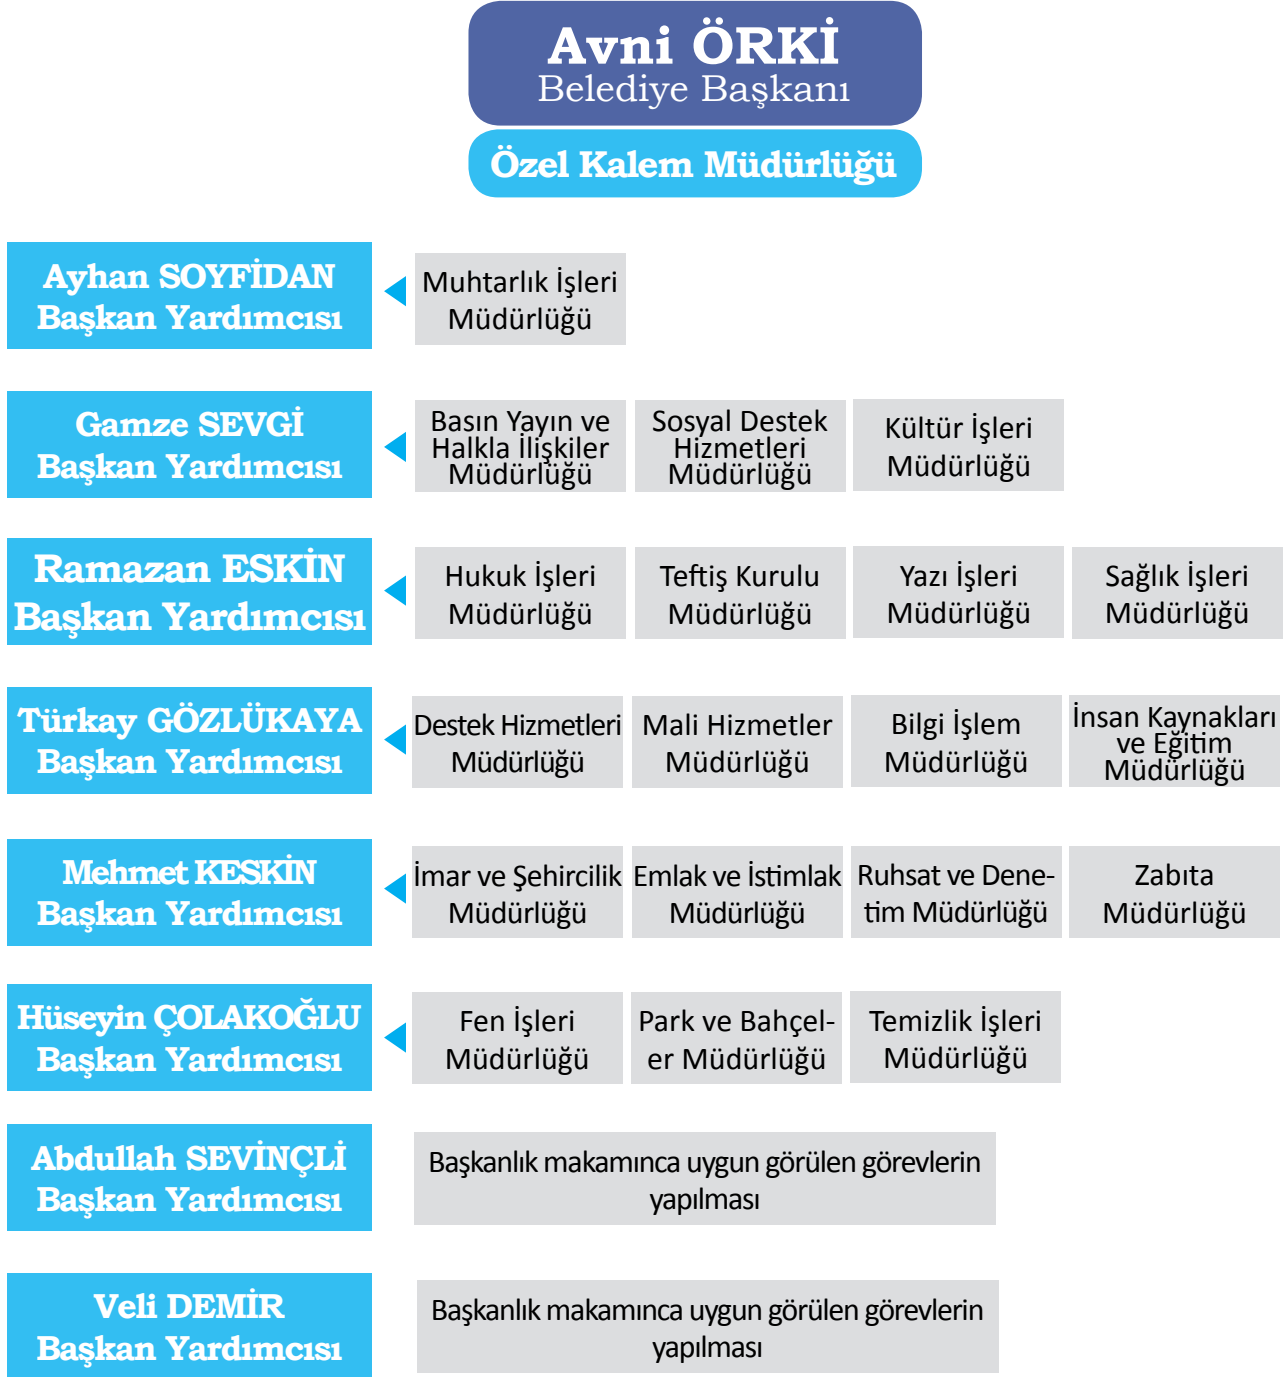 Avni ÖRKİ
Belediye Başkanı
Özel Kalem Müdürlüğü
Ayhan SOYFİDAN
Başkan Yardımcısı
Muhtarlık İşleri
Müdürlüğü
Gamze SEVGİ
Başkan Yardımcısı
Basın Yayın ve
Halkla İlişkiler
Müdürlüğü
Sosyal Destek
Hizmetleri
Müdürlüğü
Kültür İşleri
Müdürlüğü
Ramazan ESKİN
Başkan Yardımcısı
Hukuk İşleri
Müdürlüğü
Teftiş Kurulu
Müdürlüğü
Yazı İşleri
Müdürlüğü
Sağlık İşleri
Müdürlüğü
Türkay GÖZLÜKAYA
Başkan Yardımcısı
Destek Hizmetleri
Müdürlüğü
Mali Hizmetler
Müdürlüğü
Bilgi İşlem
Müdürlüğü
İnsan Kaynakları
ve Eğitim
Müdürlüğü
Mehmet KESKİN
Başkan Yardımcısı
İmar ve Şehircilik
Müdürlüğü
Emlak ve İstimlak
Müdürlüğü
Ruhsat ve Dene-
tim Müdürlüğü
Zabıta
Müdürlüğü
Hüseyin ÇOLAKOĞLU
Başkan Yardımcısı
Fen İşleri
Müdürlüğü
Park ve Bahçel-
er Müdürlüğü
Temizlik İşleri
Müdürlüğü
Abdullah SEVİNÇLİ
Başkan Yardımcısı
Başkanlık makamınca uygun görülen görevlerin
yapılması
Veli DEMİR
Başkan Yardımcısı
Başkanlık makamınca uygun görülen görevlerin
yapılması